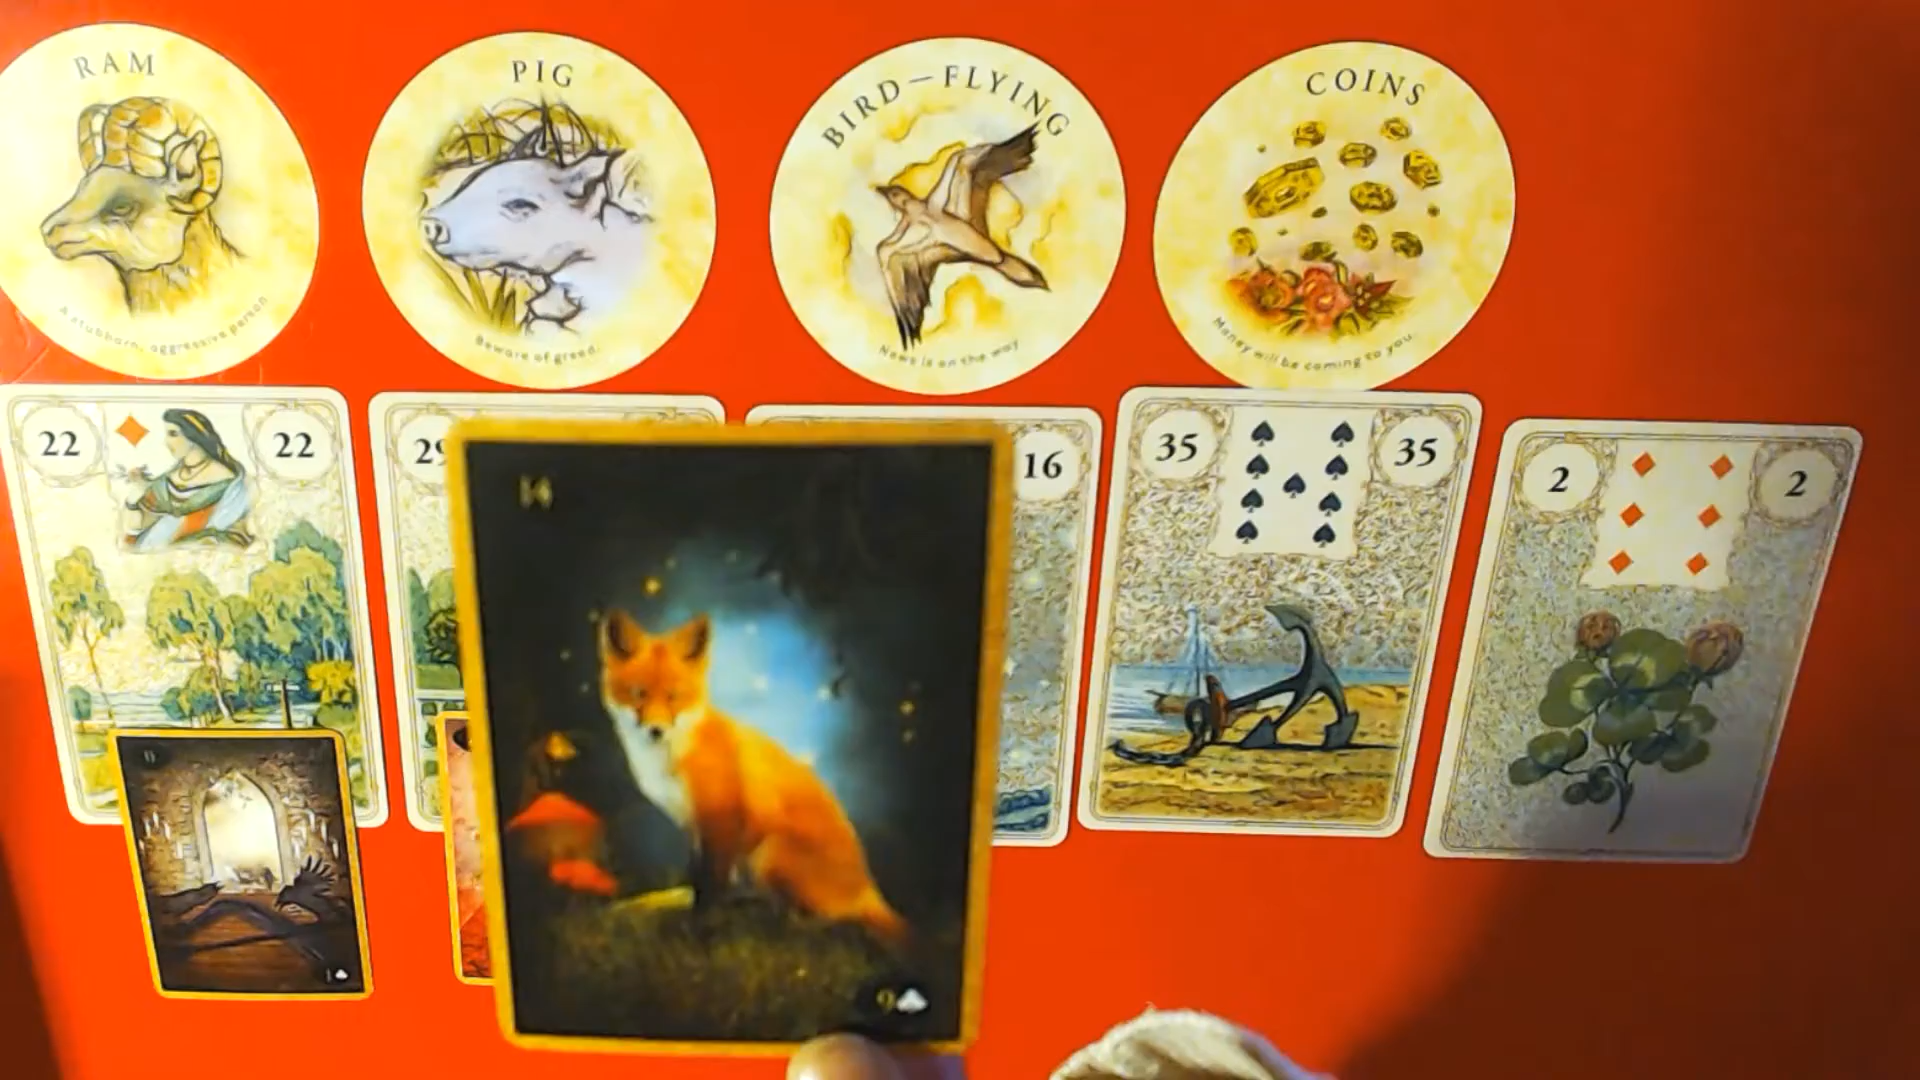 RAM
A stubborn, aggressive person
PIG
Beware of greed.
BIRD—FLYING
News is on the way
COINS
Money will be coming to you.
22
22
29
16
35
35
2
2
14
9
1